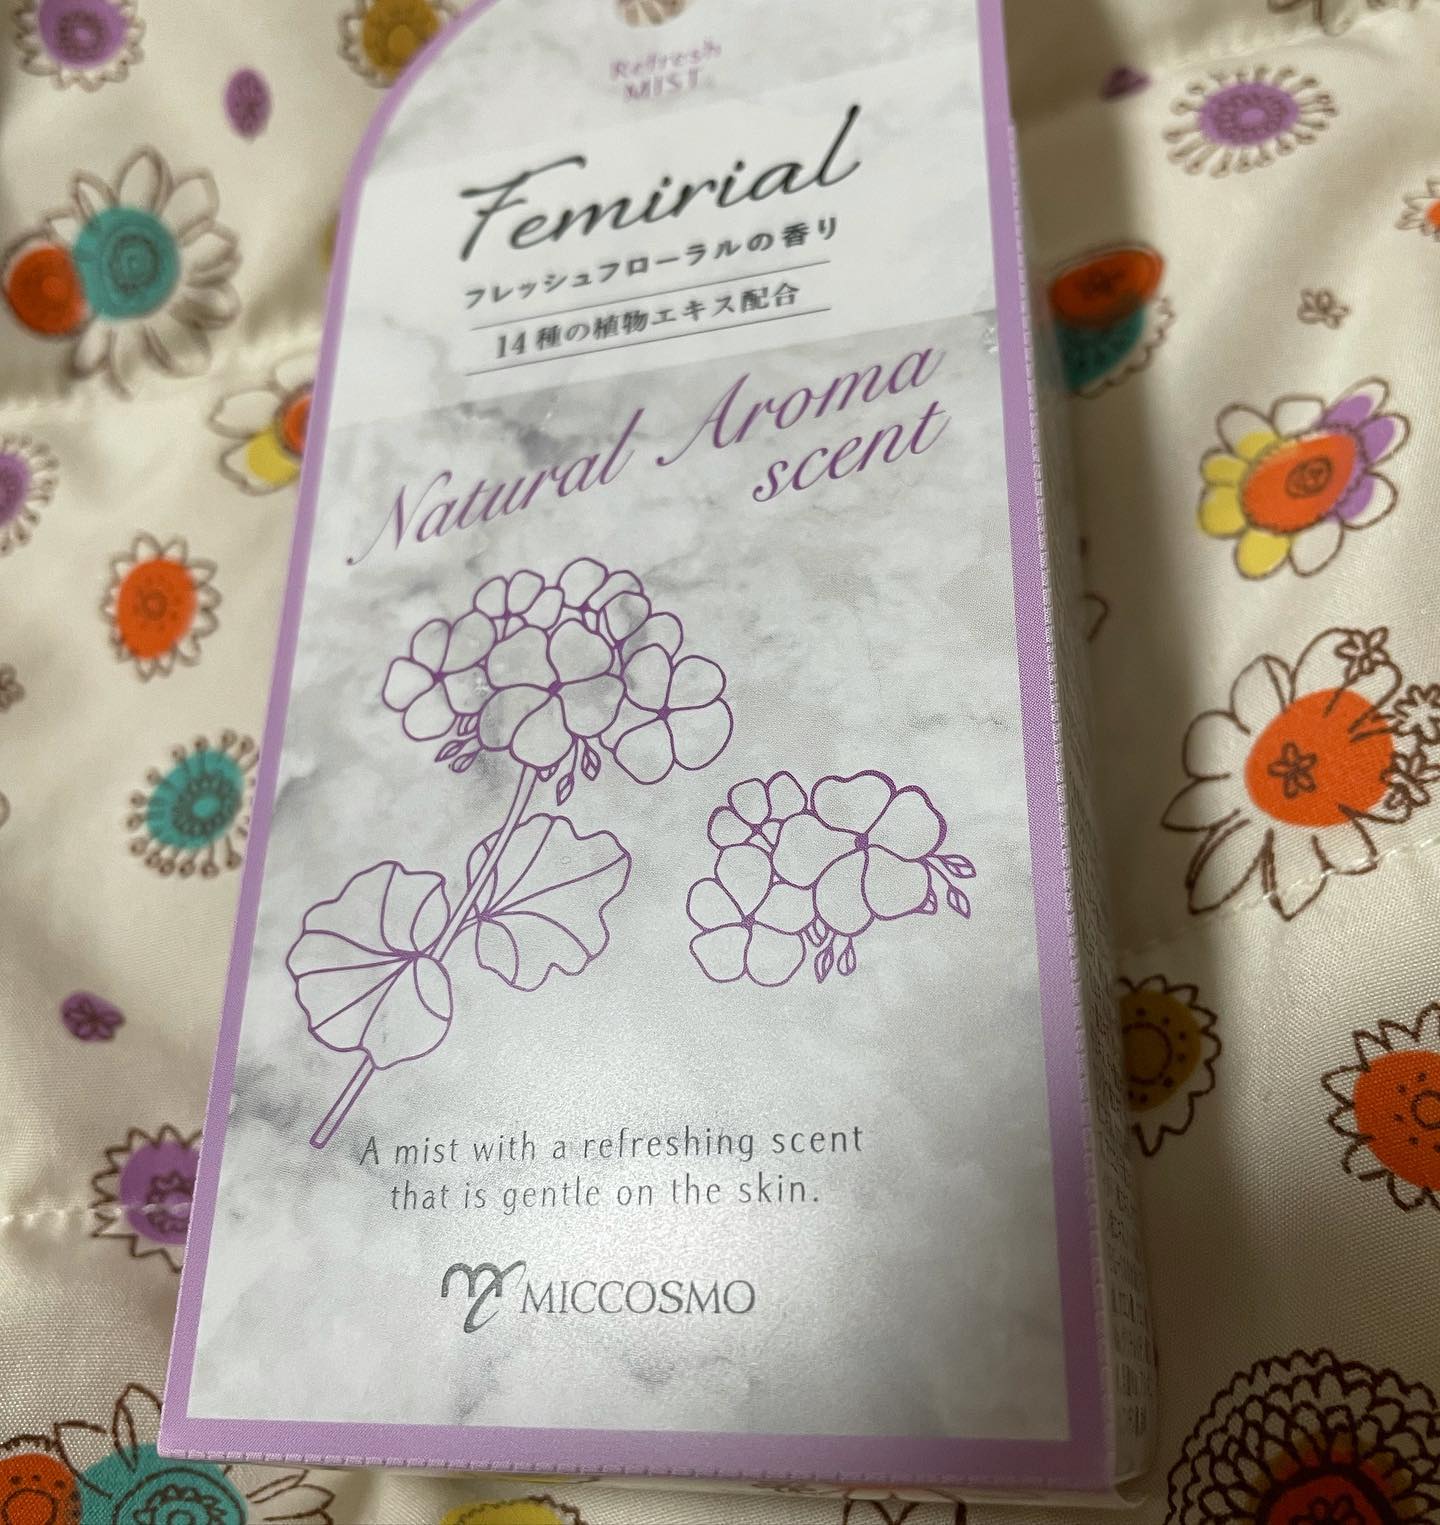 Refresh
MIST
Femirial
フレッシュフローラルの香り
14種の植物エキス配合
Natural Aroma
scent
A mist with a refreshing scent
that is gentle on the skin.
MICCOSMO